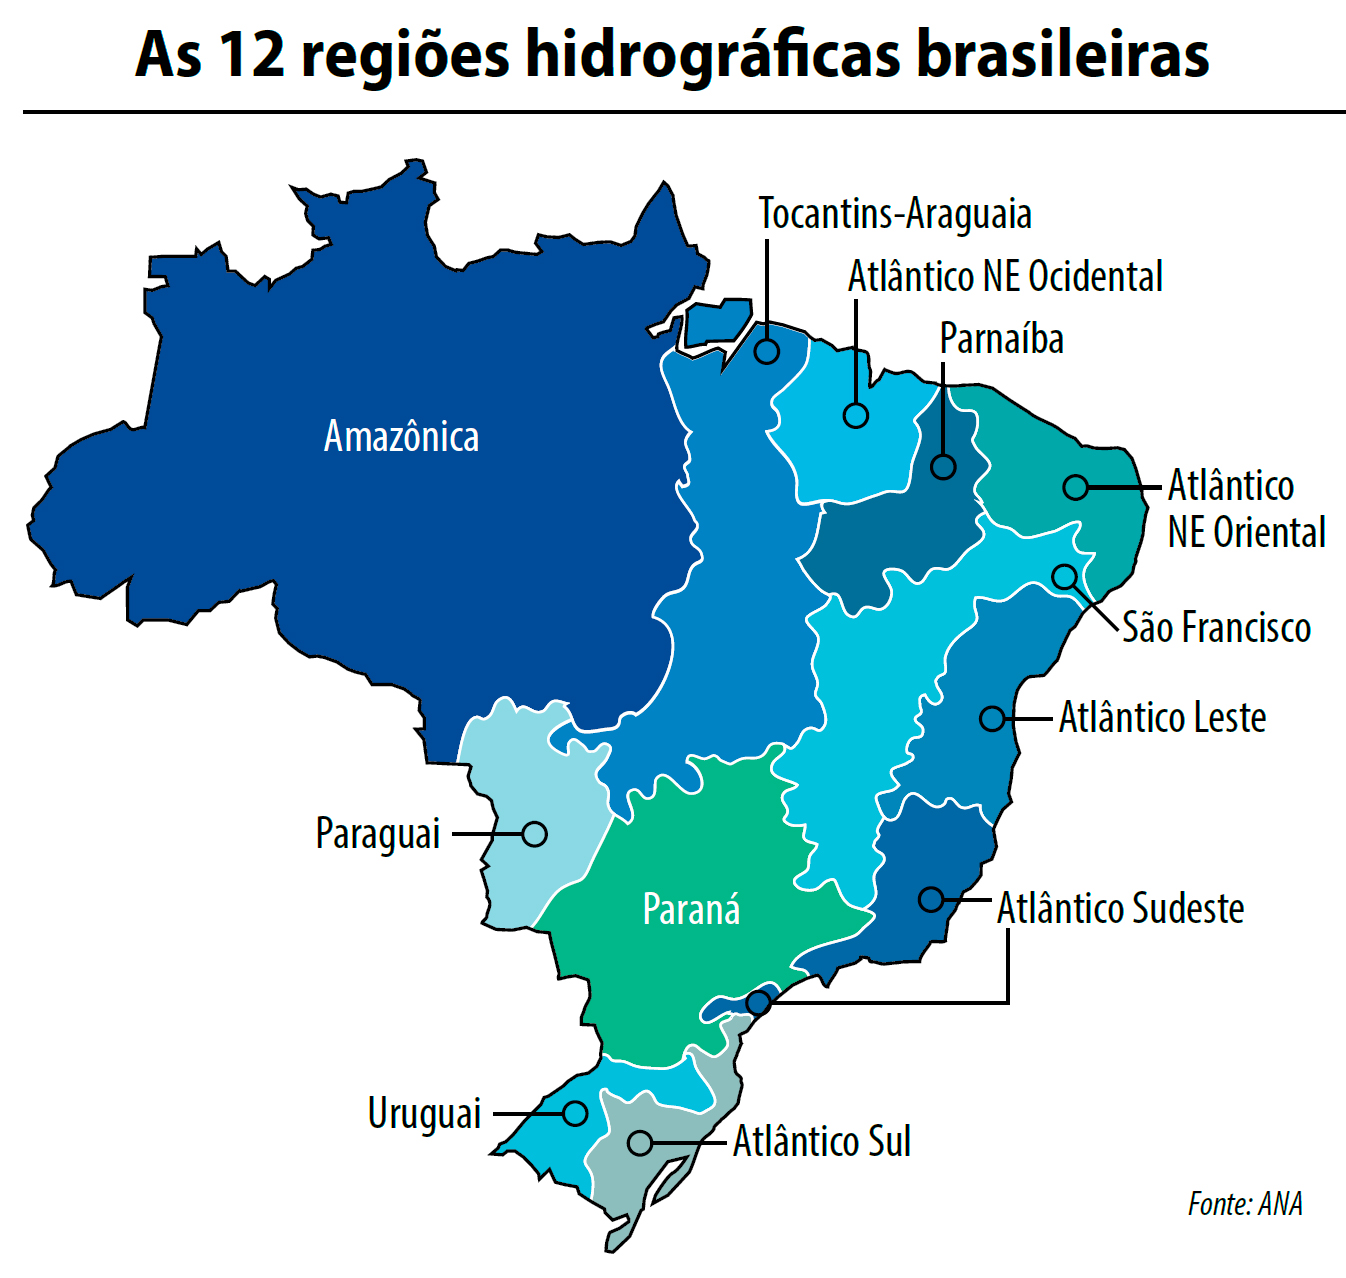 As 12 regiões hidrográficas brasileiras
Tocantins-Araguaia
Atlântico NE Ocidental
Parnaíba
Amazônica
Atlântico
NE Oriental
São Francisco
Atlântico Leste
Paraguai
Paraná
Atlântico Sudeste
Uruguai
Atlântico Sul
Fonte: ANA